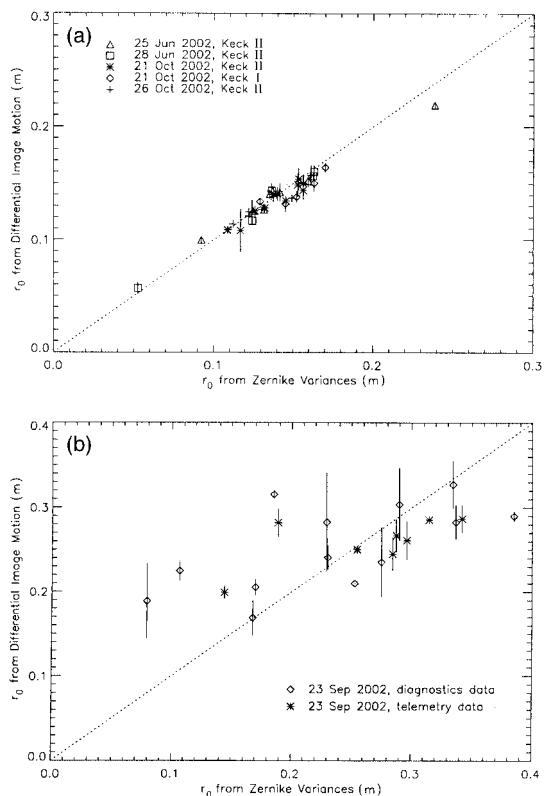 (a)
25 Jun 2002, Keck II
28 Jun 2002, Keck II
21 Oct 2002, Keck II
21 Oct 2002, Keck I
26 Oct 2002, Keck II
r0 from Differential Image Motion (m)
0.3
0.2
0.1
0.0
0.0 0.1 0.2 0.3
r0 from Zernike Variances (m)
(b)
r0 from Differential Image Motion (m)
0.4
0.3
0.2
0.1
0.0
23 Sep 2002, diagnostics data
23 Sep 2002, telemetry data
0.0 0.1 0.2 0.3 0.4
r0 from Zernike Variances (m)